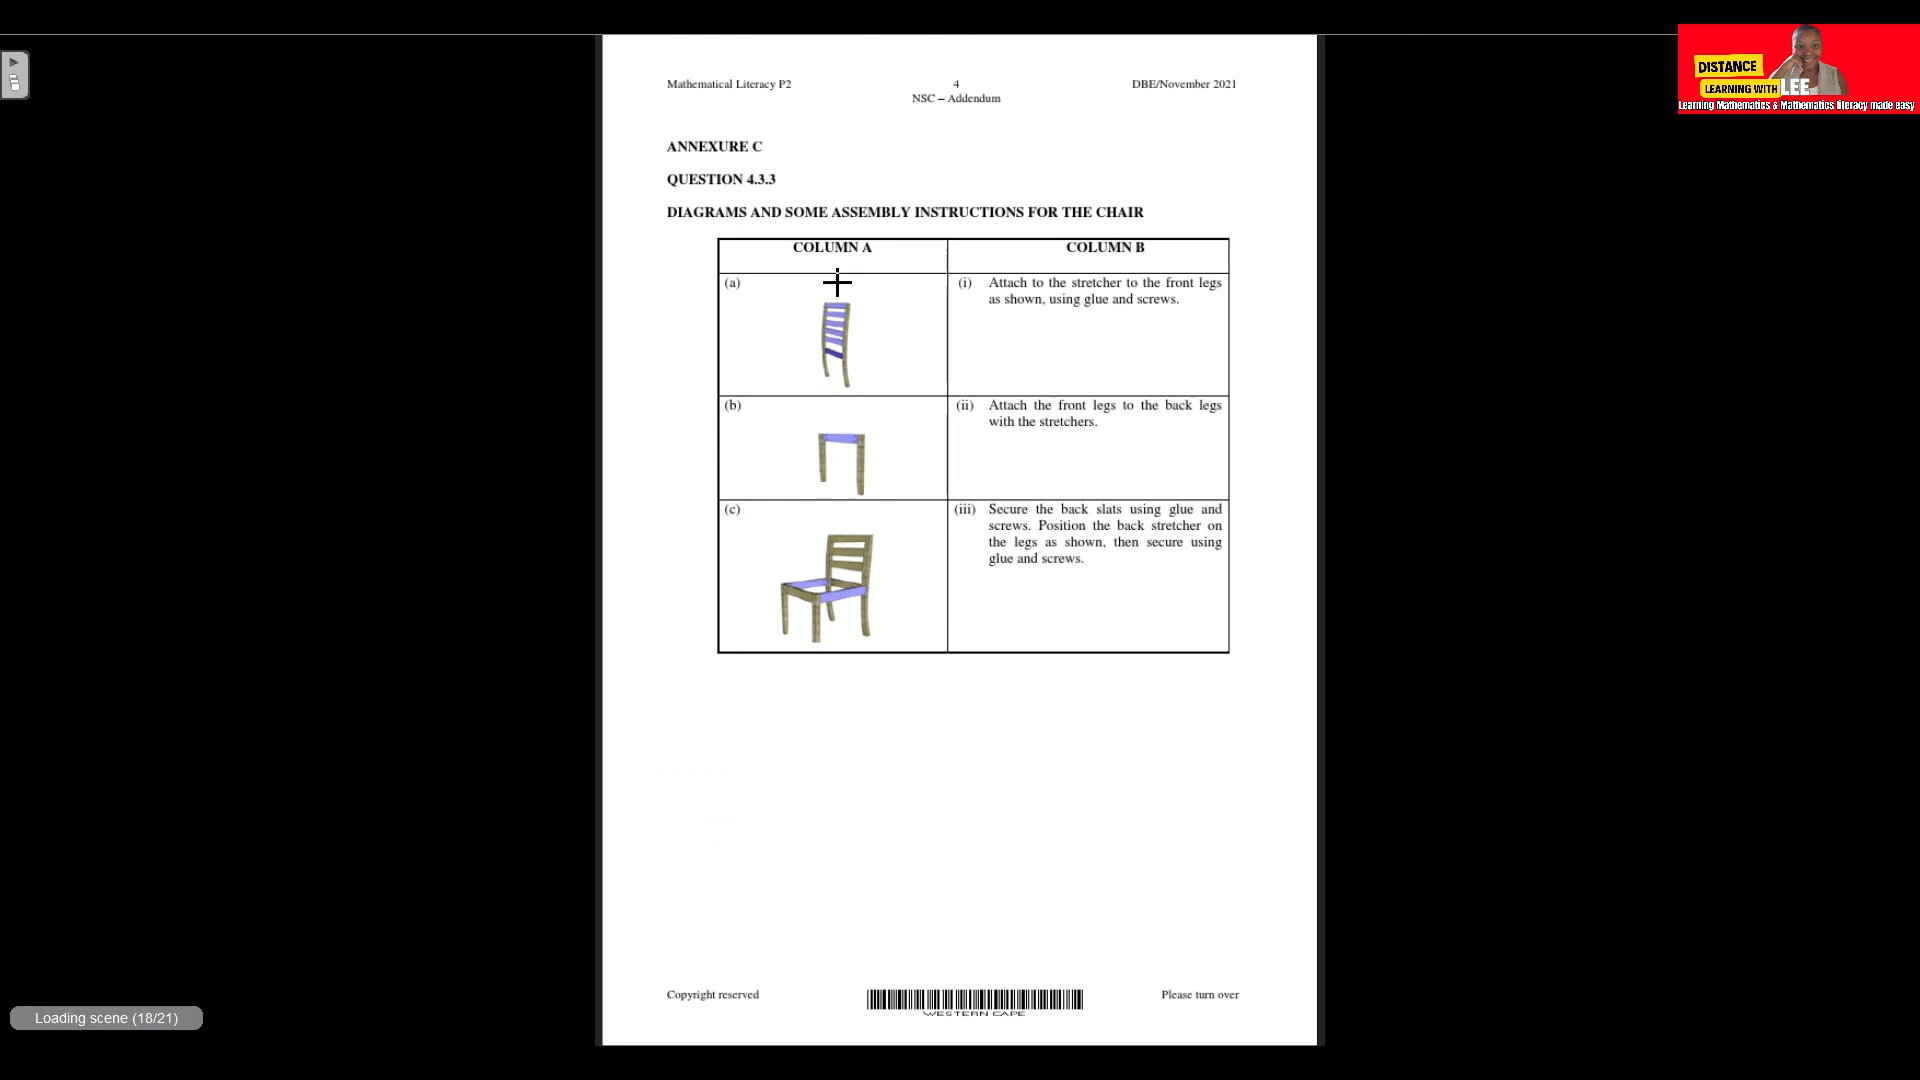 DISTANCE
LEARNING WITH LEE
Learning Mathematics & Mathematics literacy made easy
Mathematical Literacy P2
4
DBE/November 2021
NSC – Addendum
ANNEXURE C
QUESTION 4.3.3
DIAGRAMS AND SOME ASSEMBLY INSTRUCTIONS FOR THE CHAIR
COLUMN A
COLUMN B
(a)
(i) Attach to the stretcher to the front legs
as shown, using glue and screws.
(b)
(ii) Attach the front legs to the back legs
with the stretchers.
(c)
(iii) Secure the back slats using glue and
screws. Position the back stretcher on
the legs as shown, then secure using
glue and screws.
Copyright reserved
WESTERN CAPE
Please turn over
Loading scene (18/21)